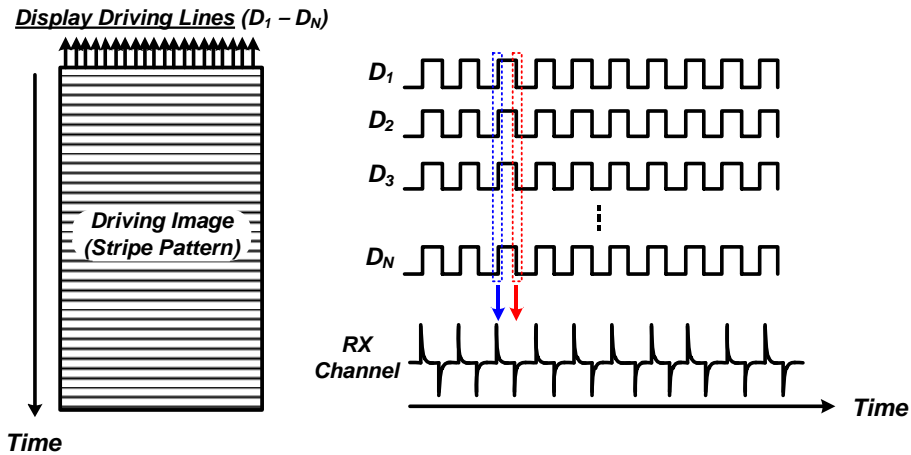 Display Driving Lines (D1 – DN)
Driving Image
(Stripe Pattern)
Time
D1
D2
D3
DN
RX
Channel
Time